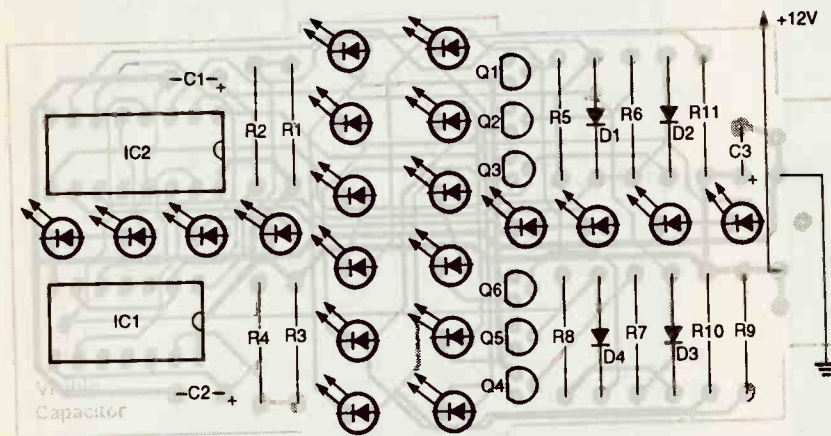 +12V
C1
+
Q1
R2
R1
Q2
R5
D1
R6
D2
R11
IC2
Q3
C3
+
Q6
IC1
R4
R3
Q5
R8
D4
R7
D3
R10
R9
C2
+
Q4
Capacitor